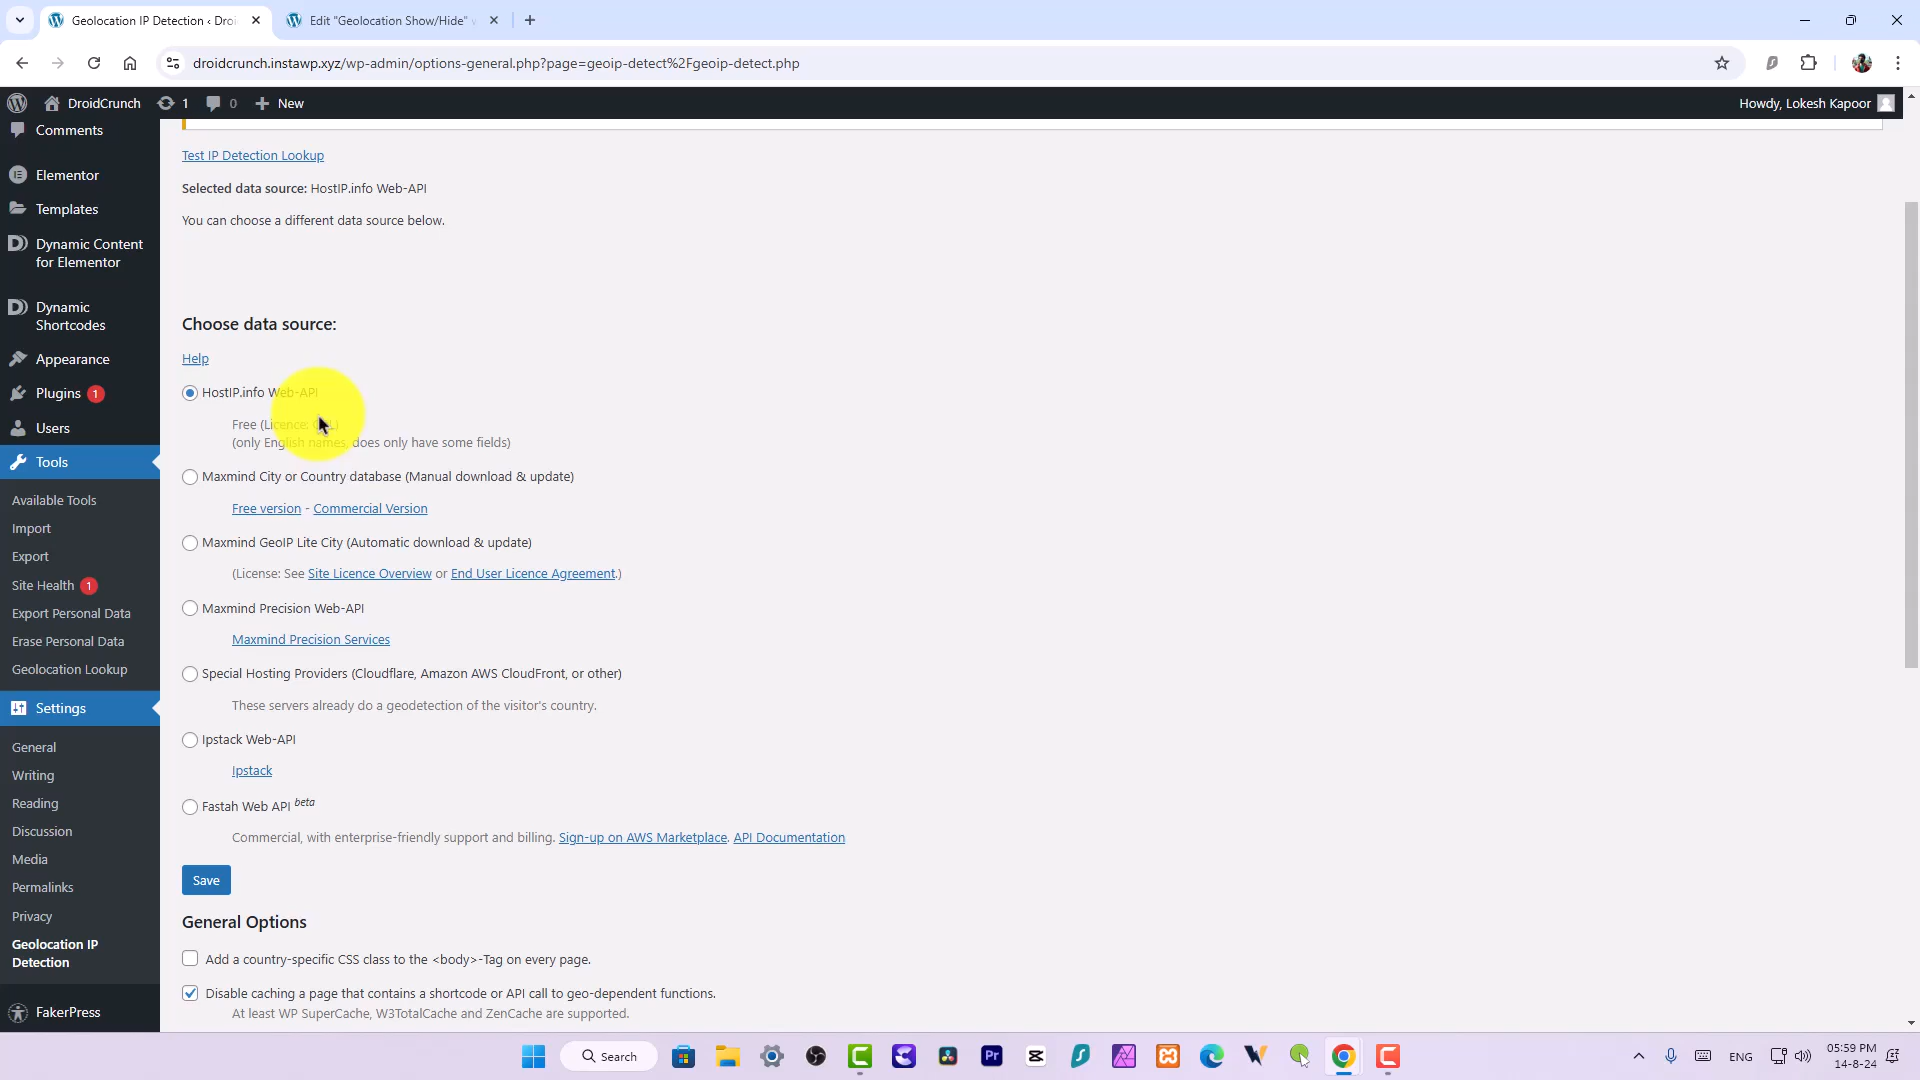 Geolocation IP Detection ‹ Droi
Edit "Geolocation Show/Hide"
droidcrunch.instawp.xyz/wp-admin/options-general.php?page=geoip-detect%2Fgeoip-detect.php
DroidCrunch
1
0
New
Howdy, Lokesh Kapoor
Comments
Elementor
Templates
Dynamic Content
for Elementor
Dynamic
Shortcodes
Appearance
Plugins 1
Users
Tools
Available Tools
Import
Export
Site Health 1
Export Personal Data
Erase Personal Data
Geolocation Lookup
Settings
General
Writing
Reading
Discussion
Media
Permalinks
Privacy
Geolocation IP
Detection
FakerPress
Test IP Detection Lookup
Selected data source: HostIP.info Web-API
You can choose a different data source below.
Choose data source:
Help
HostIP.info Web-API
Free (Licence:
(only English names, does only have some fields)
Maxmind City or Country database (Manual download & update)
Free version - Commercial Version
Maxmind GeoIP Lite City (Automatic download & update)
(License: See Site Licence Overview or End User Licence Agreement.)
Maxmind Precision Web-API
Maxmind Precision Services
Special Hosting Providers (Cloudflare, Amazon AWS CloudFront, or other)
These servers already do a geodetection of the visitor's country.
Ipstack Web-API
Ipstack
Fastah Web API beta
Commercial, with enterprise-friendly support and billing. Sign-up on AWS Marketplace. API Documentation
Save
General Options
Add a country-specific CSS class to the <body>-Tag on every page.
Disable caching a page that contains a shortcode or API call to geo-dependent functions.
At least WP SuperCache, W3TotalCache and ZenCache are supported.
Search
Pr
ENG
05:59 PM
14-8-24